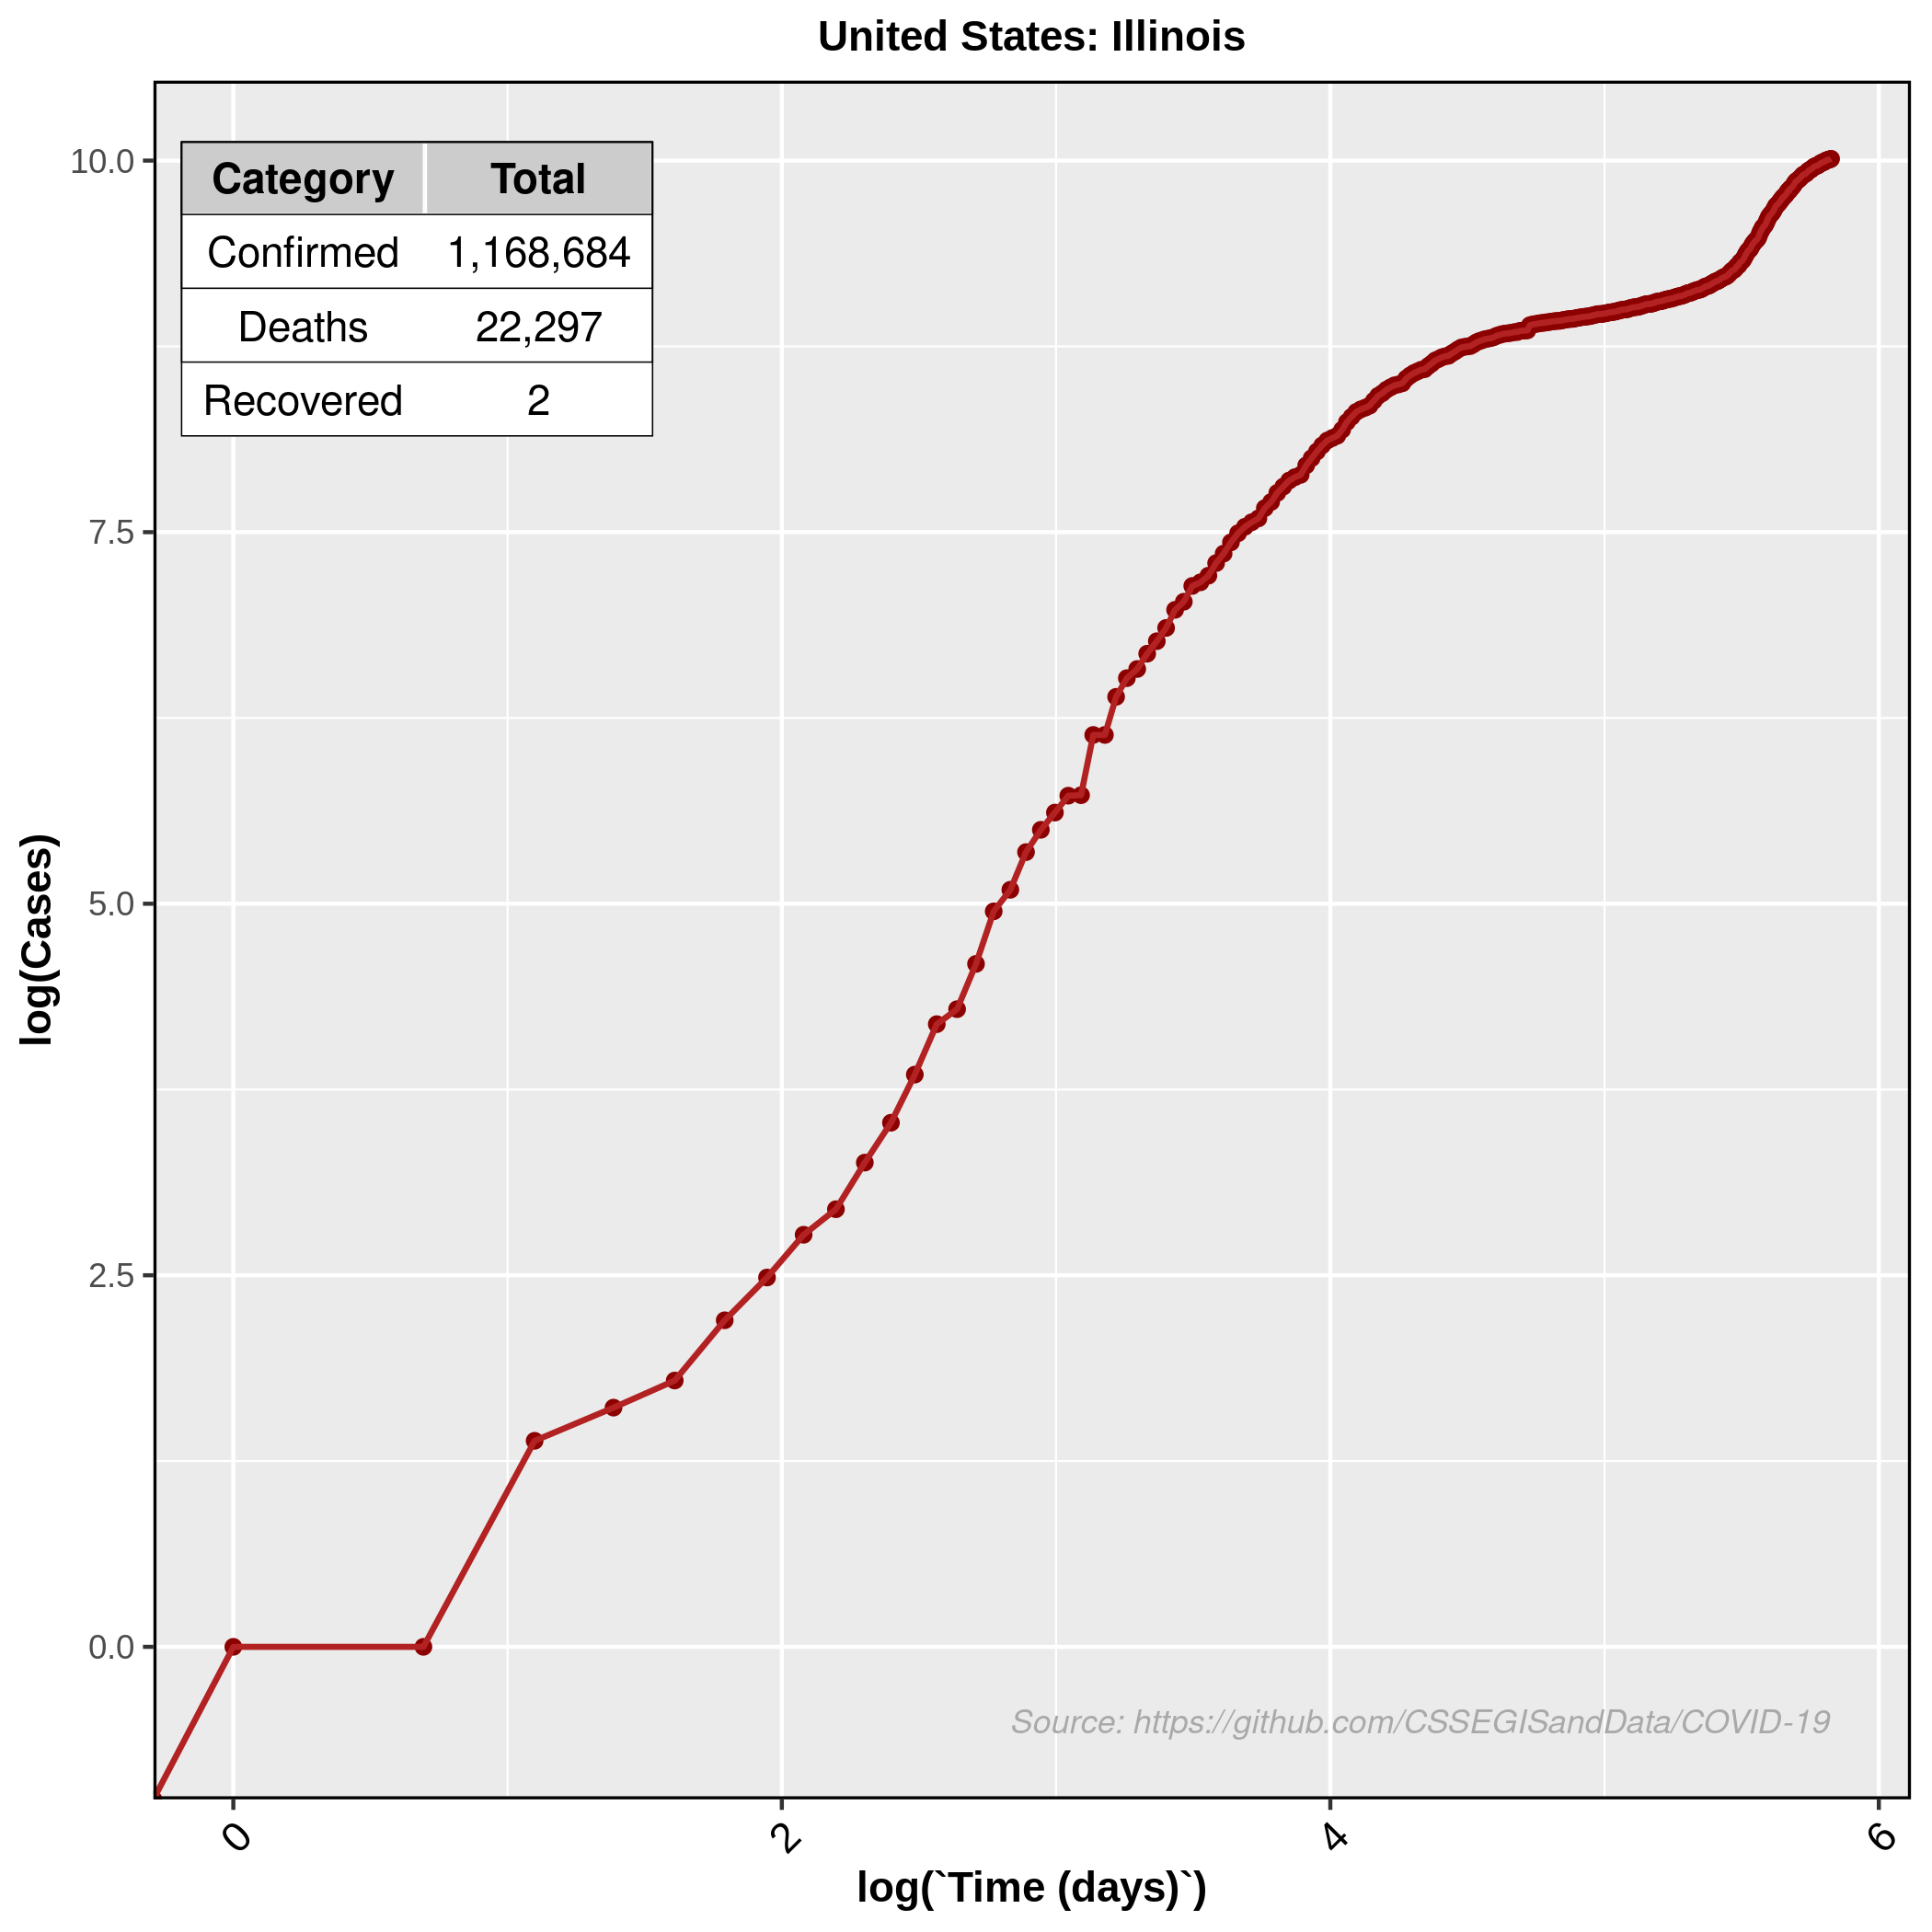 United States: Illinois
Category Total
Confirmed 1,168,684
Deaths 22,297
Recovered 2
10.0
7.5
5.0
2.5
0.0
log(Cases)
Source: https://github.com/CSSEGISandData/COVID-19
0 2 4 6
log(`Time (days)`)